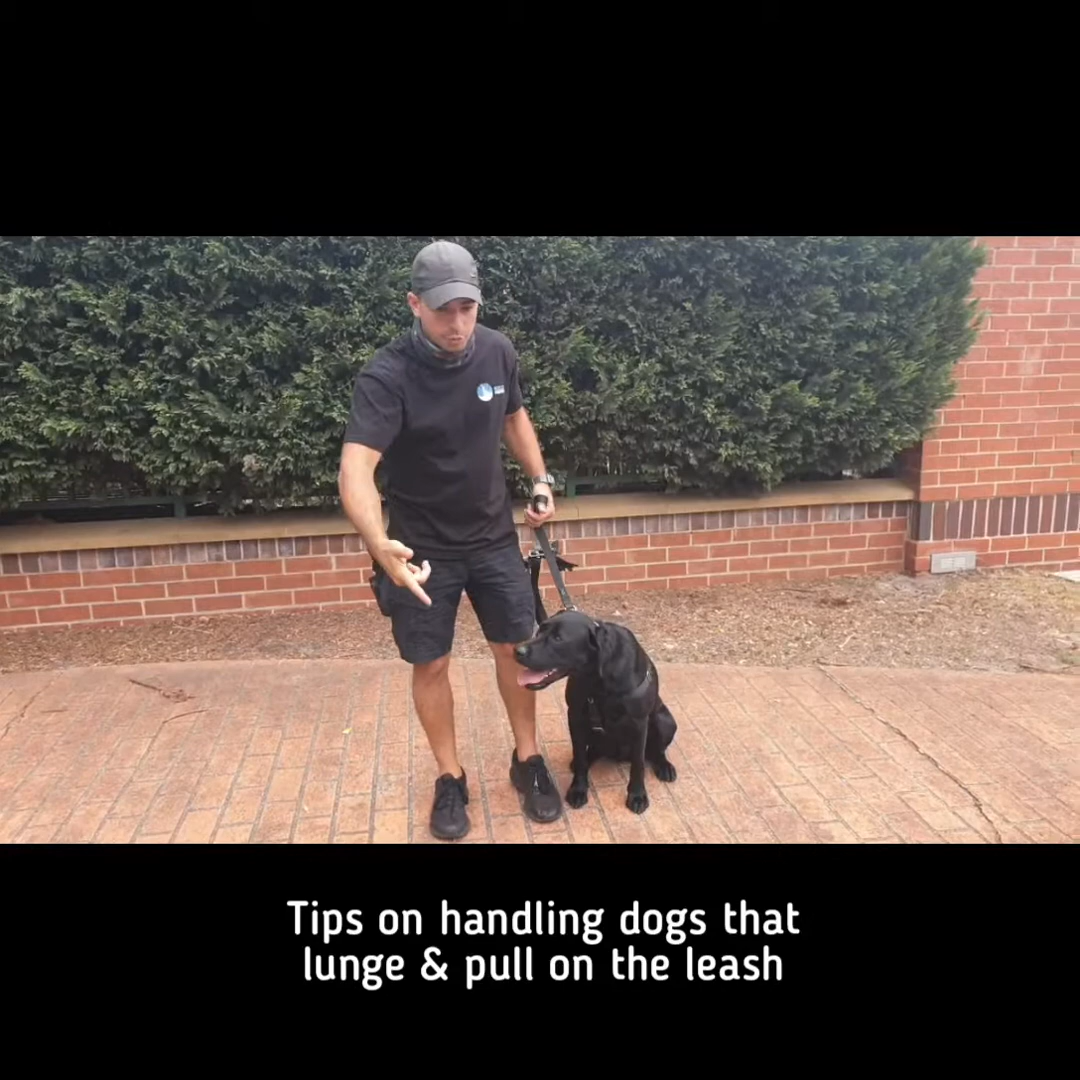 Tips on handling dogs that
lunge & pull on the leash